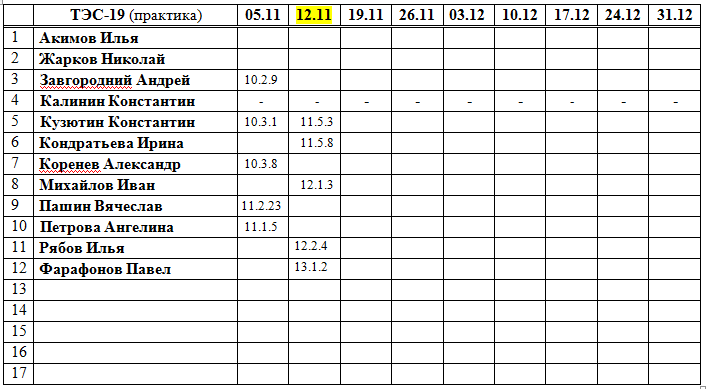 ТЭС-19 (практика) 05.11 12.11 19.11 26.11 03.12 10.12 17.12 24.12 31.12
1 Акимов Илья
2 Жарков Николай
3 Завгородний Андрей 10.2.9
4 Калинин Константин - - - - - - - - -
5 Кузютин Константин 10.3.1 11.5.3
6 Кондратьева Ирина 11.5.8
7 Коренев Александр 10.3.8
8 Михайлов Иван 12.1.3
9 Пашин Вячеслав 11.2.23
10 Петрова Ангелина 11.1.5
11 Рябов Илья 12.2.4
12 Фарафонов Павел 13.1.2
13
14
15
16
17